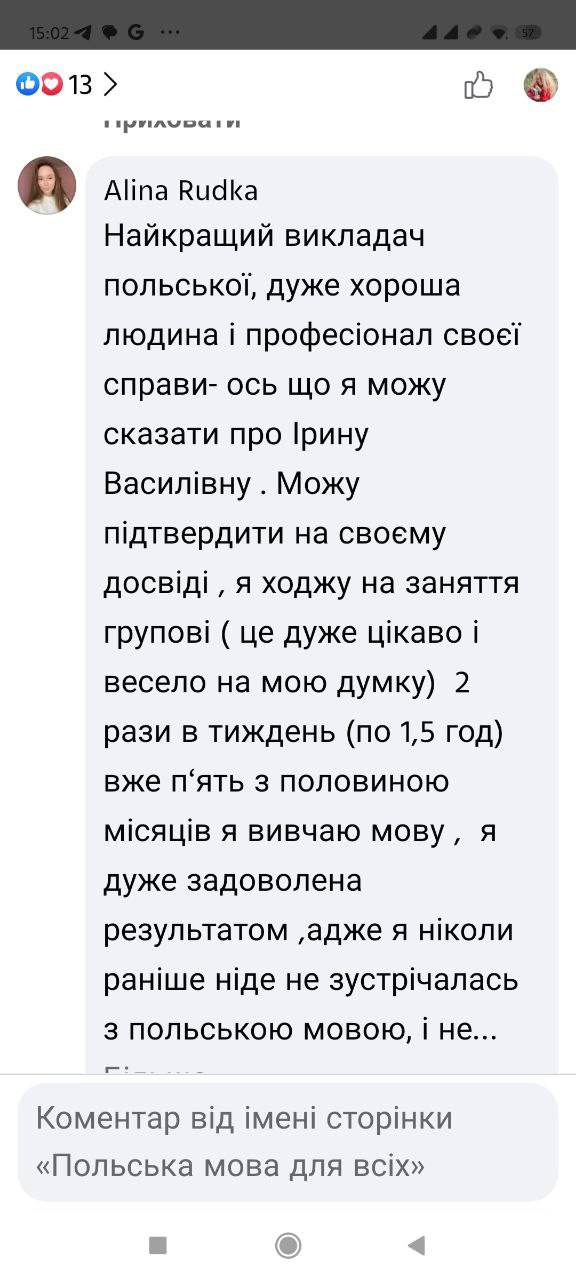 15:02 G ...
57
13
Приховати
Alina Rudka
Найкращий викладач
польської, дуже хороша
людина і професіонал своєї
справи- ось що я можу
сказати про Ірину
Василівну . Можу
підтвердити на своєму
досвіді , я ходжу на заняття
групові ( це дуже цікаво і
весело на мою думку)  2
рази в тиждень (по 1,5 год)
вже п‘ять з половиною
місяців я вивчаю мову ,  я
дуже задоволена
результатом ,адже я ніколи
раніше ніде не зустрічалась
з польською мовою, і не...
Коментар від імені сторінки
«Польська мова для всіх»